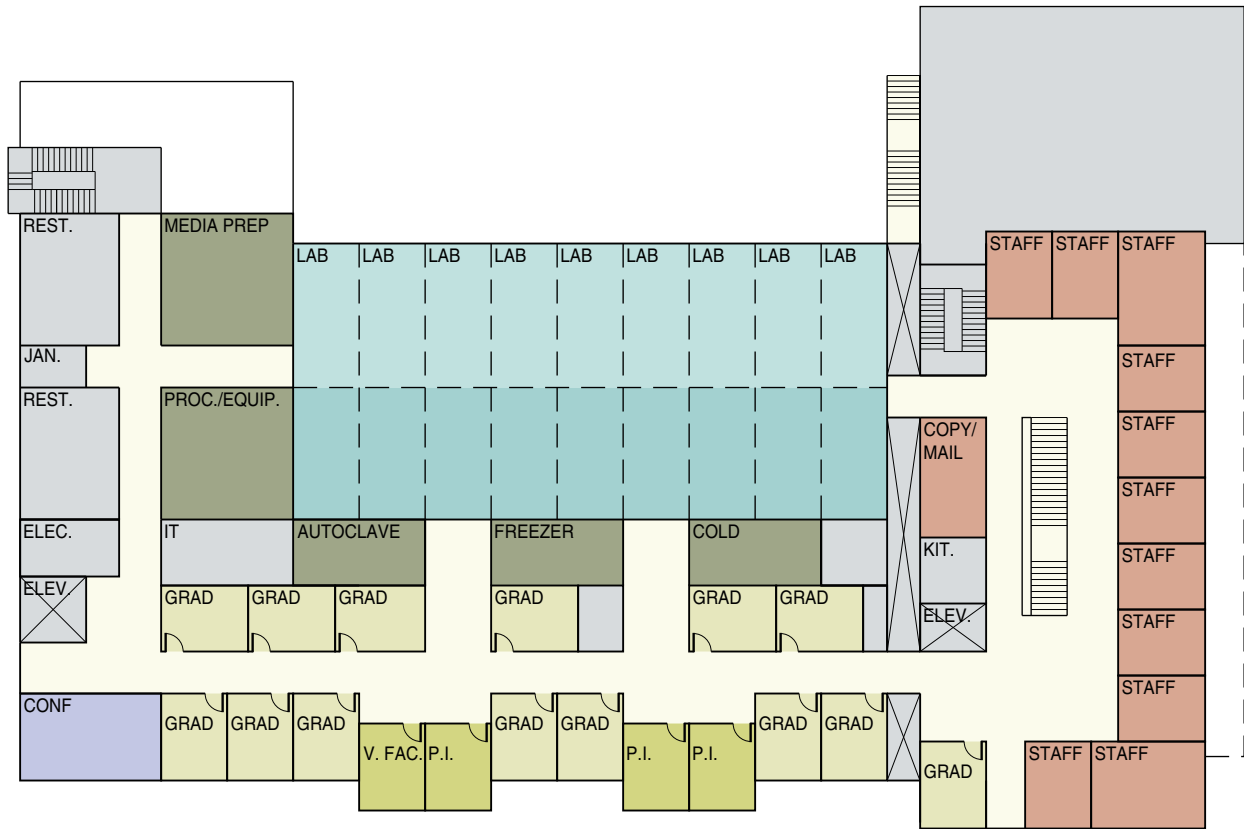 REST.
MEDIA PREP
STAFF
STAFF
STAFF
LAB
LAB
LAB
LAB
LAB
LAB
LAB
LAB
LAB
JAN.
STAFF
REST.
PROC./EQUIP.
STAFF
COPY/
MAIL
STAFF
ELEC.
IT
AUTOCLAVE
FREEZER
COLD
KIT.
STAFF
ELEV.
GRAD
GRAD
GRAD
GRAD
GRAD
GRAD
ELEV.
STAFF
STAFF
CONF
GRAD
GRAD
GRAD
GRAD
GRAD
GRAD
GRAD
V. FAC.
P.I.
P.I.
P.I.
STAFF
STAFF
GRAD